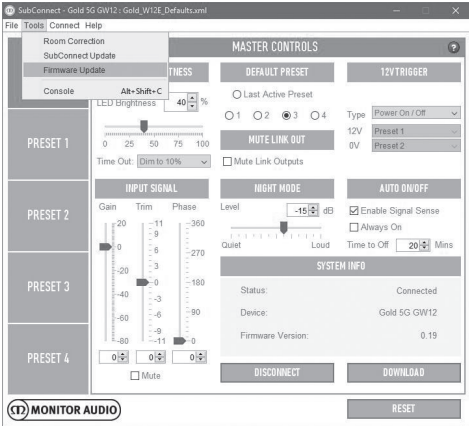 SubConnect - Gold 5G GW12 : Gold_W12E_Defaults.xml
File Tools Connect Help
Room Correction
SubConnect Update
Firmware Update
Console Alt+Shift+C
MASTER CONTROLS ?
DEFAULT PRESET
12V TRIGGER
LED Brightness 40 %
0 25 50 75 100
Time Out: Dim to 10%
Last Active Preset
1 2 3 4
MUTE LINK OUT
Mute Link Outputs
Type Power On / Off
12V Preset 1
0V Preset 2
PRESET 1
PRESET 2
PRESET 3
PRESET 4
INPUT SIGNAL
Gain Trim Phase
20 11 360
9
0 6 270
-20 3
0 180
-40 -3
-60 -6 90
-9
-80 -11 0
0 0 0
Mute
NIGHT MODE
Level -15 dB
Quiet Loud
AUTO ON/OFF
Enable Signal Sense
Always On
Time to Off 20 Mins
SYSTEM INFO
Status: Connected
Device: Gold 5G GW12
Firmware Version: 0.19
DISCONNECT DOWNLOAD
MONITOR AUDIO
RESET